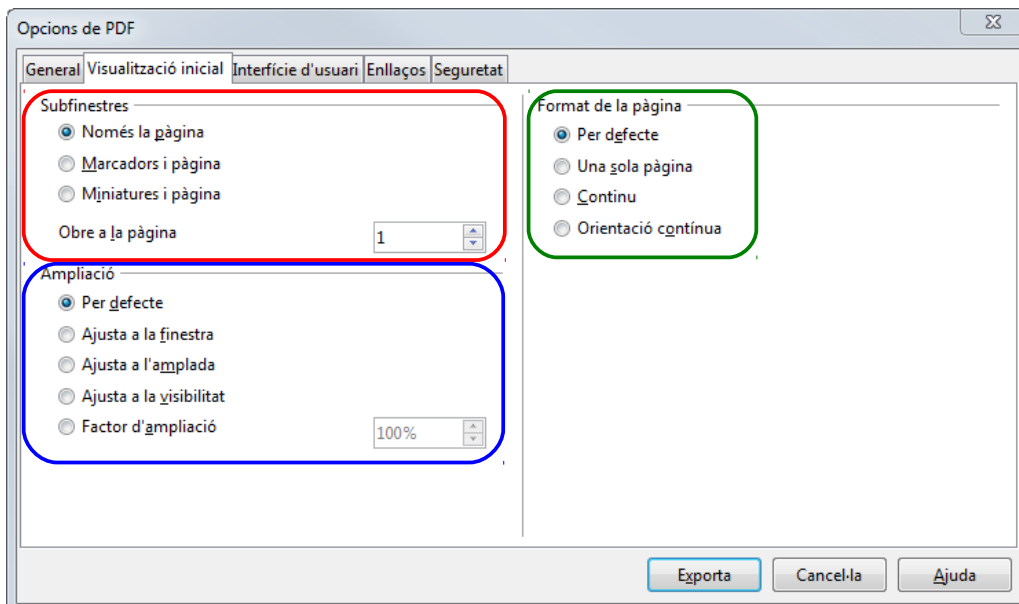 Opcions de PDF
General Visualització inicial Interfície d'usuari Enllaços Seguretat
Subfinestres
Només la pàgina
Marcadors i pàgina
Miniatures i pàgina
Obre a la pàgina 1
Ampliació
Per defecte
Ajusta a la finestra
Ajusta a l'amplada
Ajusta a la visibilitat
Factor d'ampliació 100%
Format de la pàgina
Per defecte
Una sola pàgina
Continu
Orientació contínua
Exporta Cancel·la Ajuda